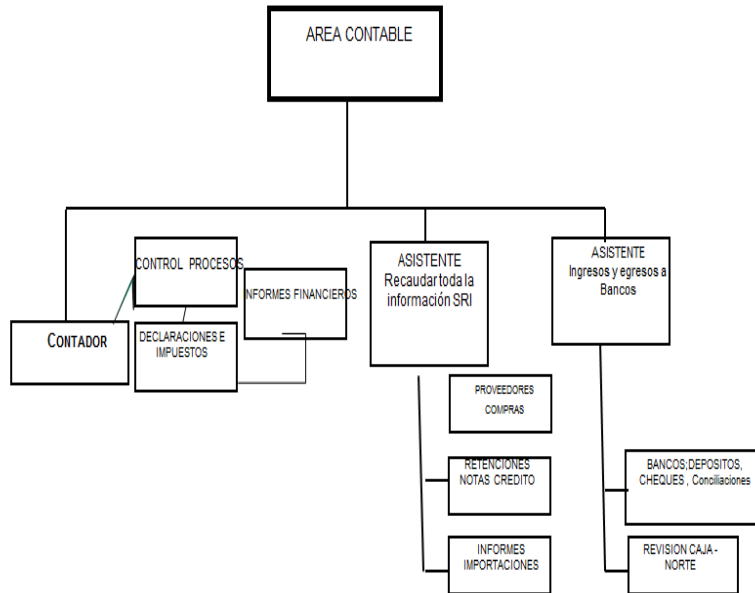 AREA CONTABLE
CONTROL PROCESOS
NFORMES FINANCIEROS
CONTADOR
DECLARACIONES E
IMPUESTOS
ASISTENTE
Recaudar toda la
información SRI
ASISTENTE
Ingresos y egresos a
Bancos
PROVEEDORES
COMPRAS
RETENCIONES
NOTAS CREDITO
INFORMES
IMPORTACIONES
BANCOS;DEPOSITOS,
CHEQUES , Conciliaciones
REVISION CAJA -
NORTE